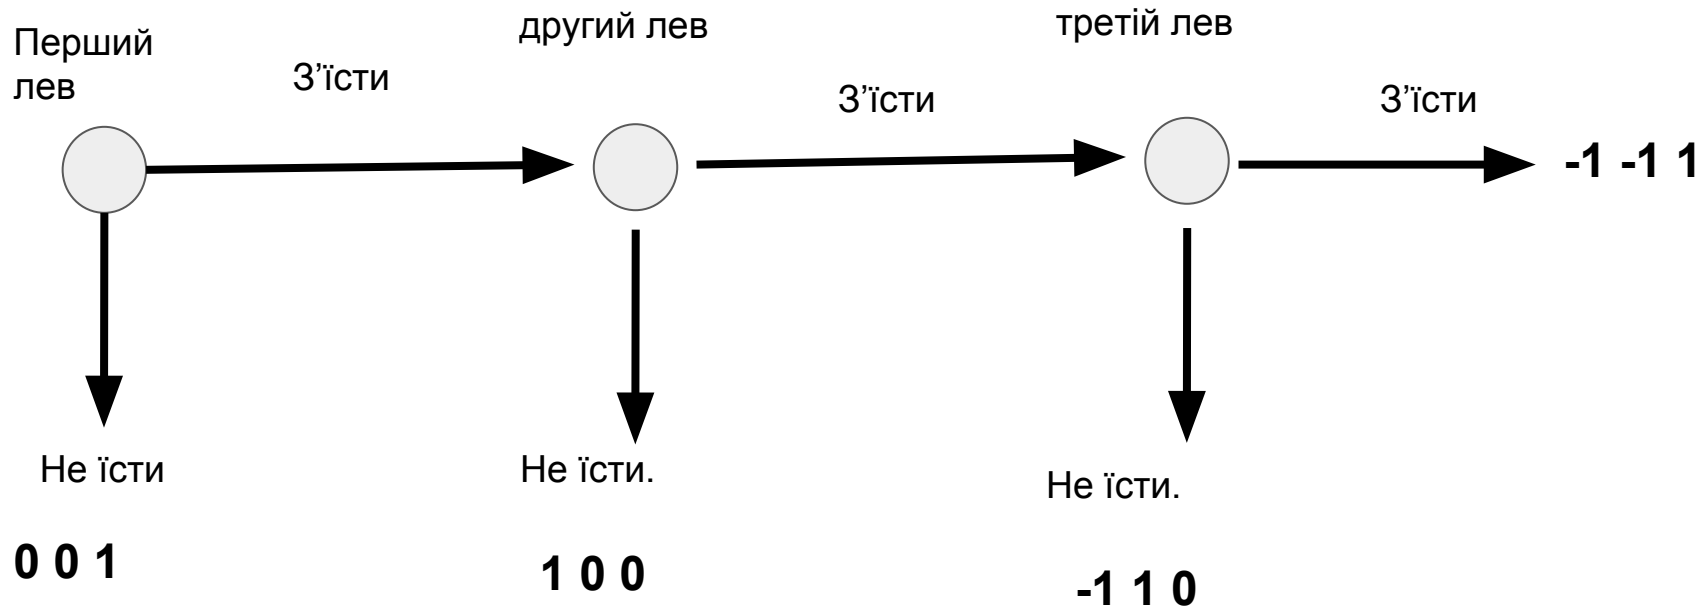 Перший
лев
З’їсти
другий лев
З’їсти
третій лев
З’їсти
-1 -1 1
Не їсти
Не їсти.
Не їсти.
0 0 1
1 0 0
-1 1 0